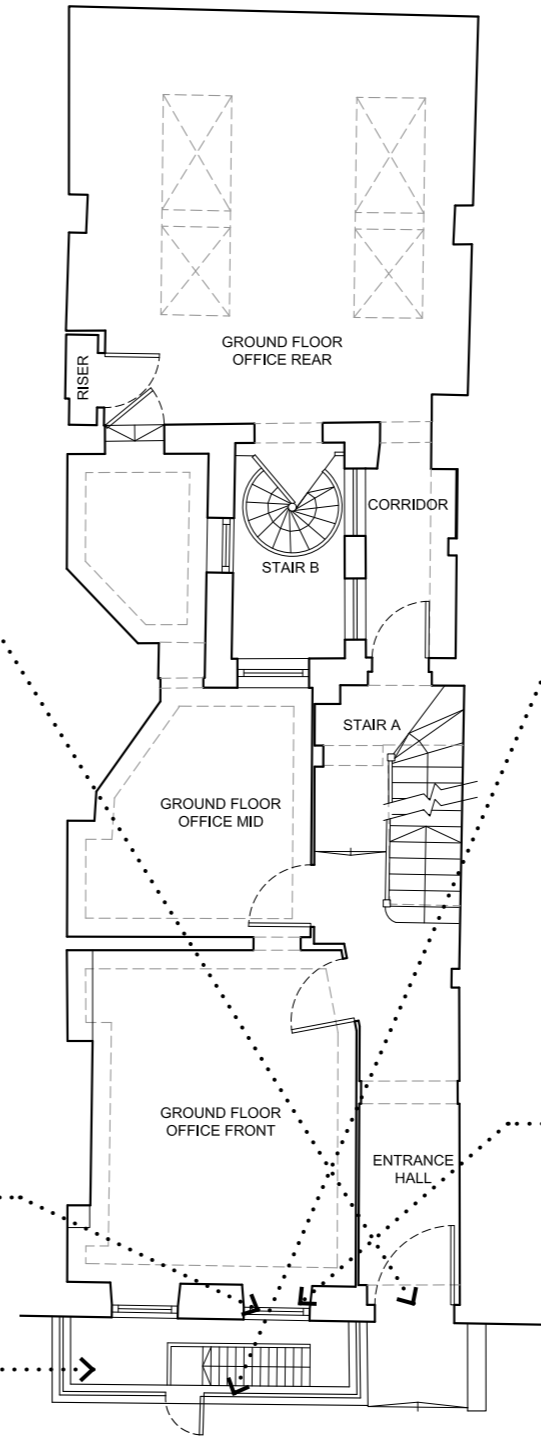 GROUND FLOOR
OFFICE REAR
RISER
CORRIDOR
STAIR B
STAIR A
GROUND FLOOR
OFFICE MID
GROUND FLOOR
OFFICE FRONT
ENTRANCE
HALL